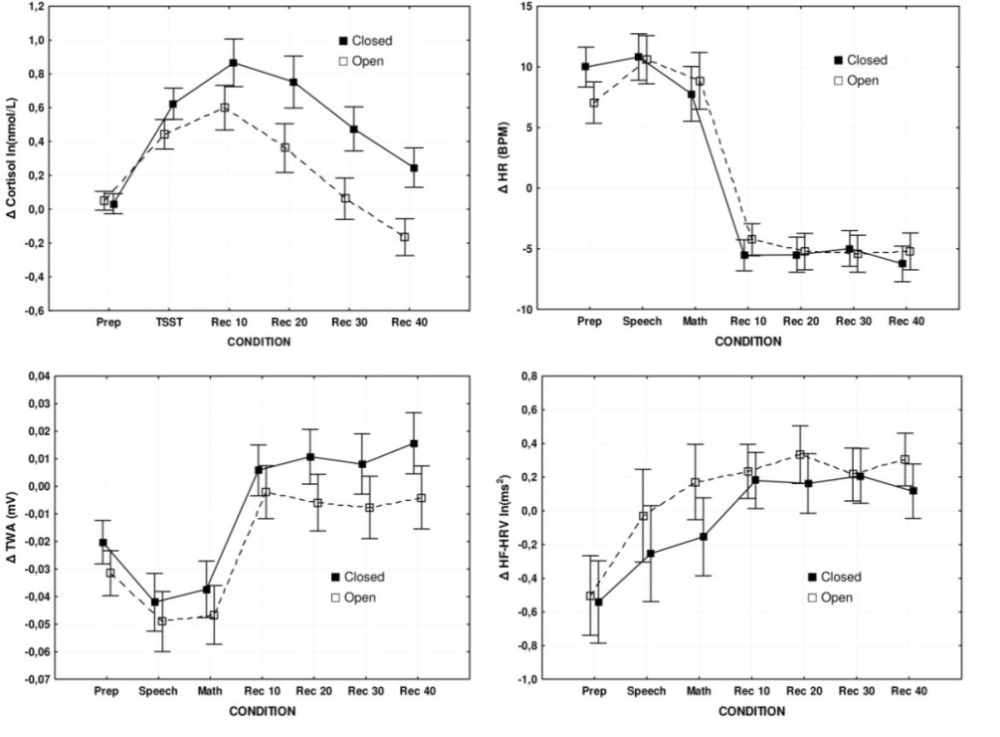 1,2
1,0
0,8
0,6
0,4
0,2
0,0
-0,2
-0,4
-0,6
Δ Cortisol ln(nmol/L)
Closed
Open
Prep TSST Rec 10 Rec 20 Rec 30 Rec 40
CONDITION
15
10
5
0
-5
-10
Δ HR (BPM)
Closed
Open
Prep Speech Math Rec 10 Rec 20 Rec 30 Rec 40
CONDITION
0,04
0,03
0,02
0,01
0,00
-0,01
-0,02
-0,03
-0,04
-0,05
-0,06
-0,07
Δ TWA (mV)
Closed
Open
Prep Speech Math Rec 10 Rec 20 Rec 30 Rec 40
CONDITION
0,8
0,6
0,4
0,2
0,0
-0,2
-0,4
-0,6
-0,8
-1,0
Δ HF-HRV ln(ms²)
Closed
Open
Prep Speech Math Rec 10 Rec 20 Rec 30 Rec 40
CONDITION